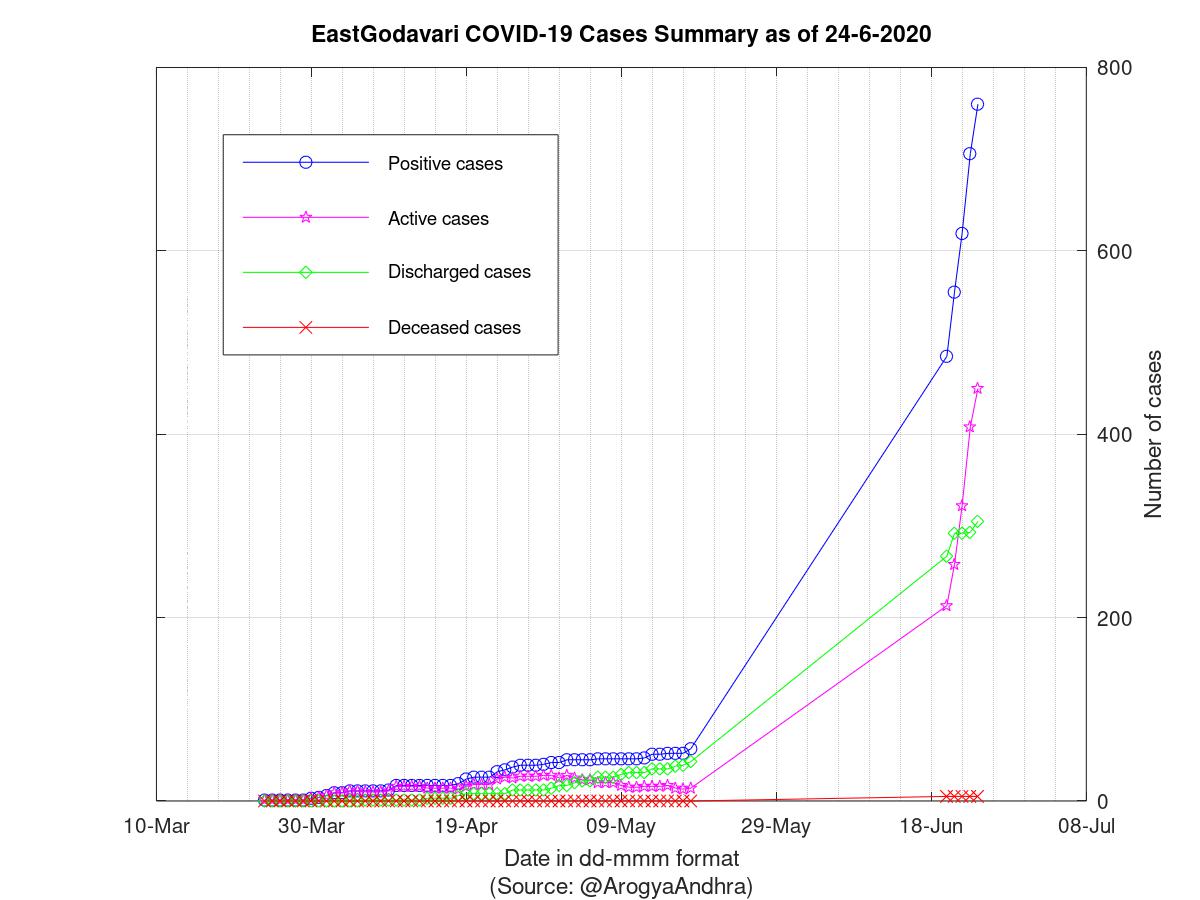 EastGodavari COVID-19 Cases Summary as of 24-6-2020
Positive cases
Active cases
Discharged cases
Deceased cases
800
600
400
200
0
Number of cases
10-Mar 30-Mar 19-Apr 09-May 29-May 18-Jun 08-Jul
Date in dd-mmm format
(Source: @ArogyaAndhra)